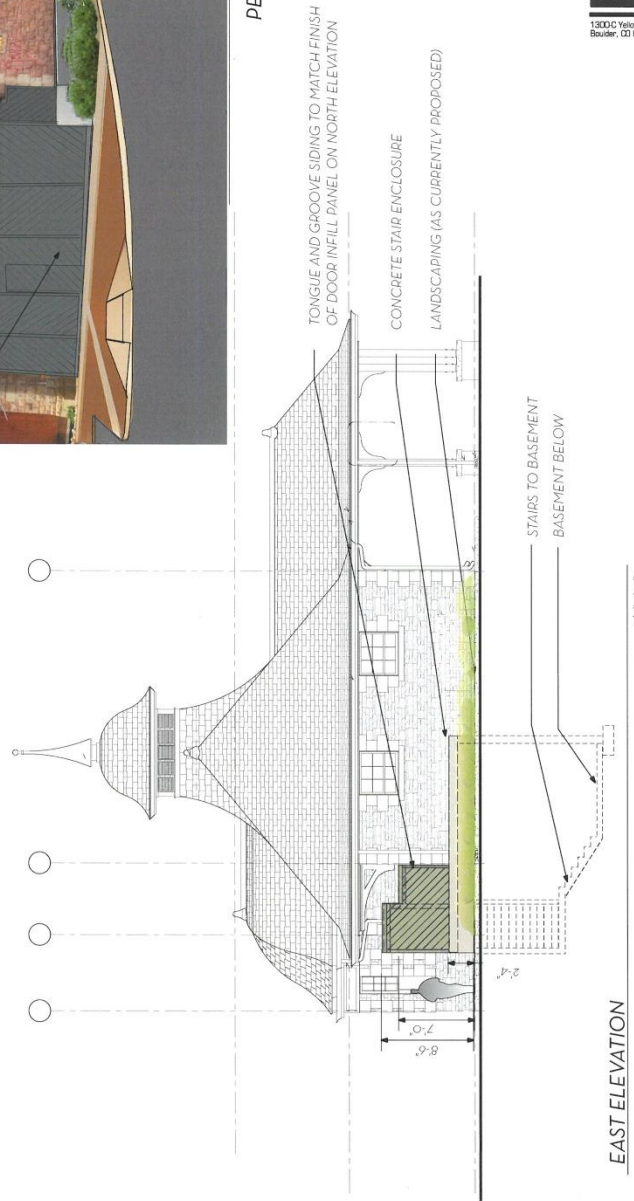 PE
1300-C Yello
Boulder, CO
TONGUE AND GROOVE SIDING TO MATCH FINISH
OF DOOR INFILL PANEL ON NORTH ELEVATION
CONCRETE STAIR ENCLOSURE
LANDSCAPING (AS CURRENTLY PROPOSED)
STAIRS TO BASEMENT
BASEMENT BELOW
8'-6"
7'-0"
2'-4"
EAST ELEVATION